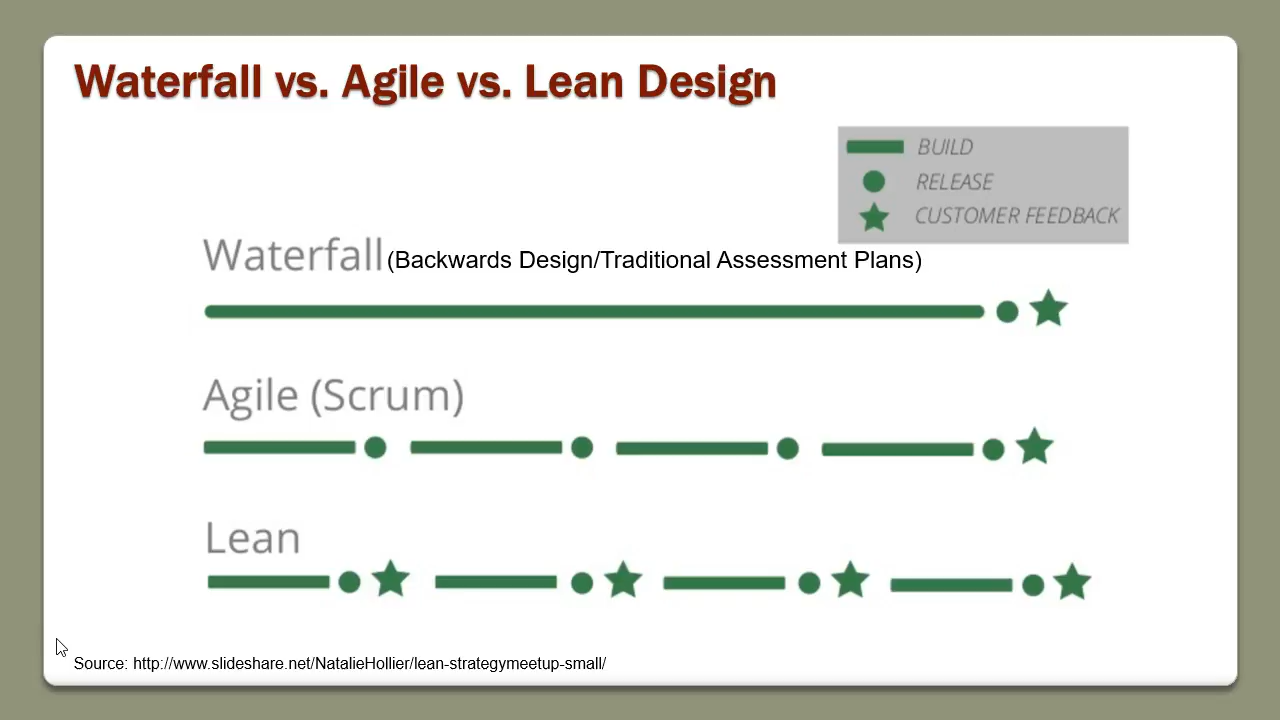 Waterfall vs. Agile vs. Lean Design
BUILD
RELEASE
CUSTOMER FEEDBACK
Waterfall (Backwards Design/Traditional Assessment Plans)
Agile (Scrum)
Lean
Source: http://www.slideshare.net/NatalieHollier/lean-strategymeetup-small/